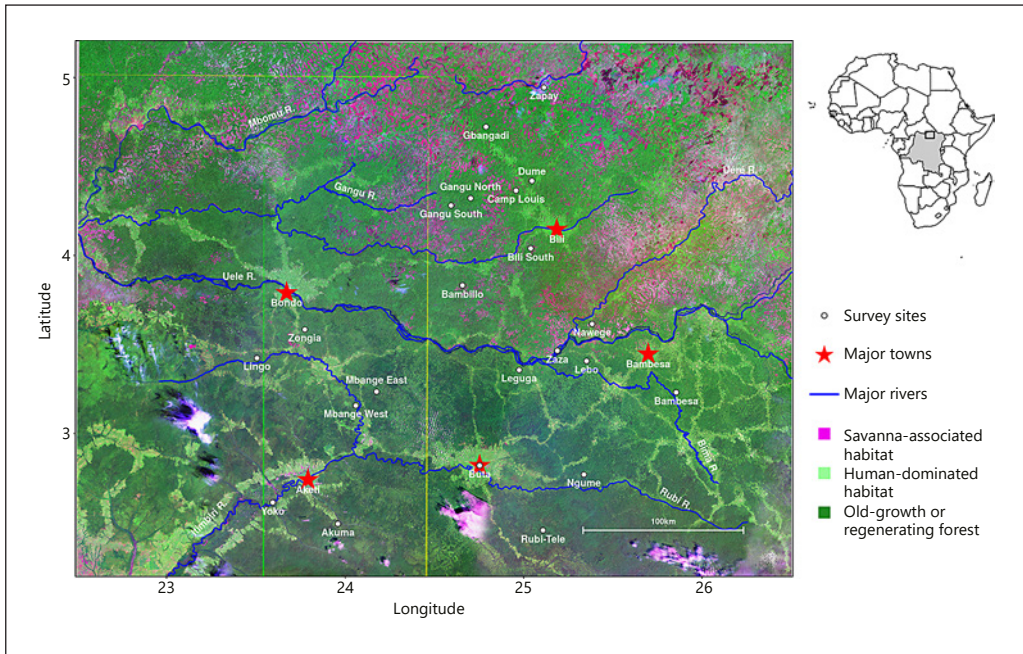 5
4
3
Latitude
23
24
25
26
Longitude
Zapay
Mbomu R.
Gbangadi
Dume
Gangu R.
Gangu North
Camp Louis
Gangu South
Dere R.
Bili
Bili South
Uele R.
Bambillo
Bondo
Zongia
Nawege
Lingo
Zaza
Lebo
Bambesa
Leguga
Mbange East
Bambesa
Mbange West
Bima R.
Buta
Ngume
Aketi
Rubi R.
Yoko
Akuma
Rubi-Tele
100km
Survey sites
Major towns
Major rivers
Savanna-associated
habitat
Human-dominated
habitat
Old-growth or
regenerating forest